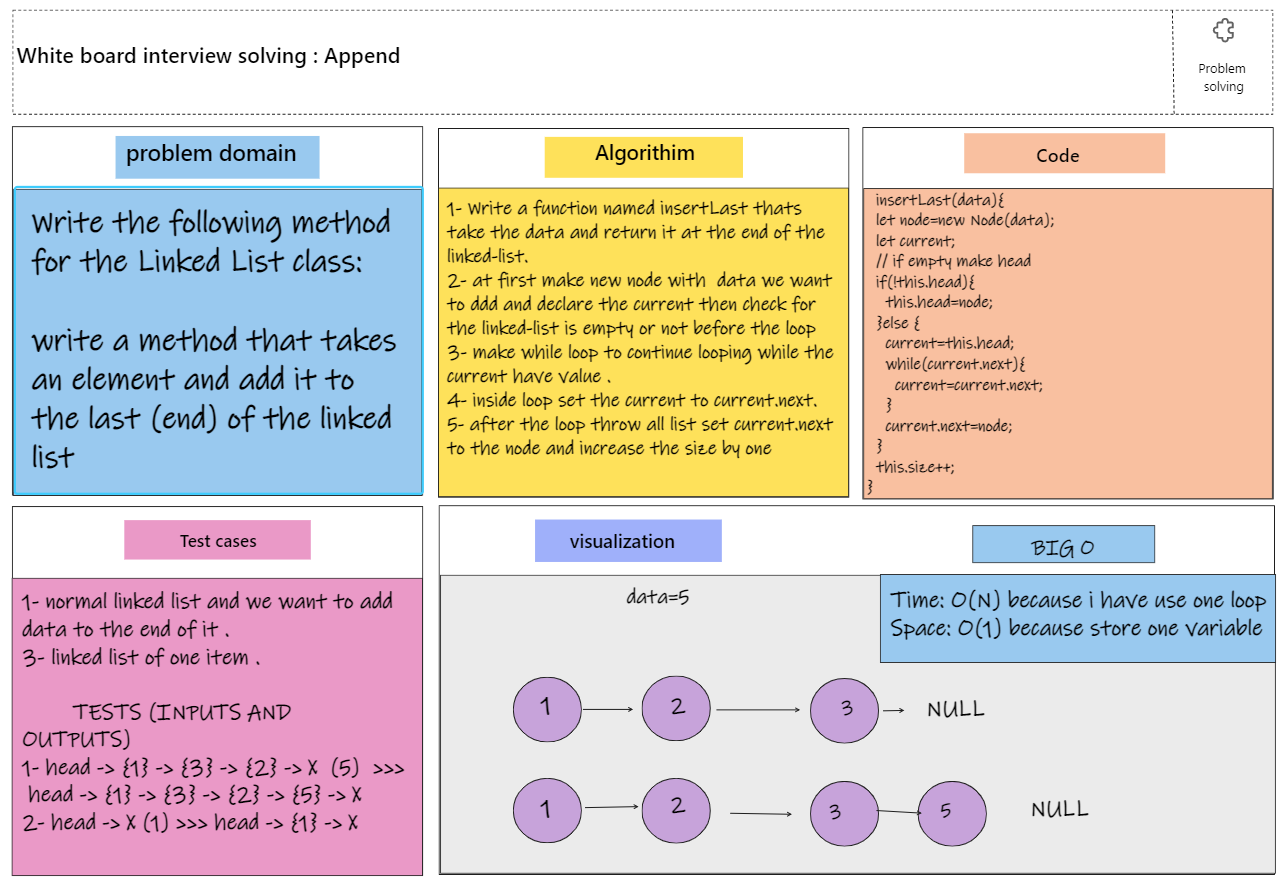 White board interview solving : Append
Problem
solving
problem domain
Write the following method
for the Linked List class:
write a method that takes
an element and add it to
the last (end) of the linked
list
Algorithim
1- Write a function named insertLast thats
take the data and return it at the end of the
linked-list.
2- at first make new node with data we want
to ddd and declare the current then check for
the linked-list is empty or not before the loop
3- make while loop to continue looping while the
current have value .
4- inside loop set the current to current.next.
5- after the loop throw all list set current.next
to the node and increase the size by one
Code
insertLast(data){
let node=new Node(data);
let current;
// if empty make head
if(!this.head){
this.head=node;
}else {
current=this.head;
while(current.next){
current=current.next;
}
current.next=node;
}
this.size++;
}
Test cases
1- normal linked list and we want to add
data to the end of it .
3- linked list of one item .
TESTS (INPUTS AND
OUTPUTS)
1- head -> {1} -> {3} -> {2} -> X (5) >>>
head -> {1} -> {3} -> {2} -> {5} -> X
2- head -> X (1) >>> head -> {1} -> X
visualization
BIG O
data=5
Time: O(N) because i have use one loop
Space: O(1) because store one variable
1 2 3 NULL
1 2 3 5 NULL